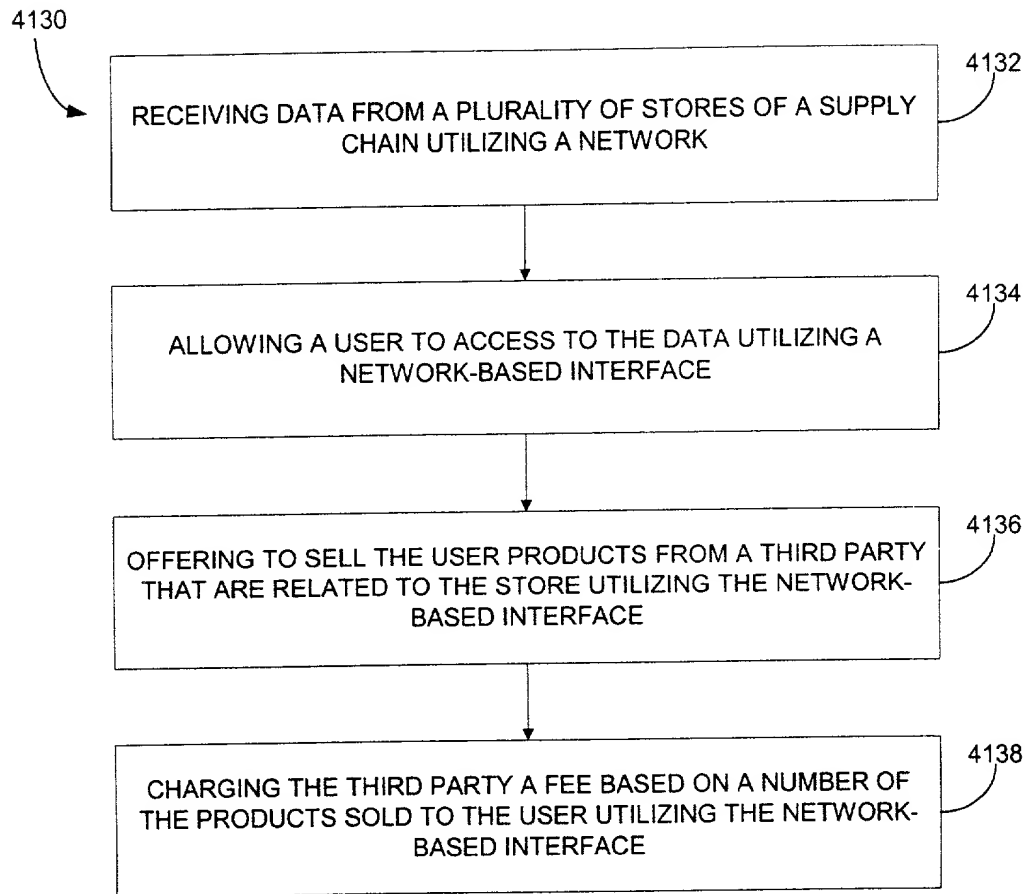 4130
4132
RECEIVING DATA FROM A PLURALITY OF STORES OF A SUPPLY
CHAIN UTILIZING A NETWORK
4134
ALLOWING A USER TO ACCESS TO THE DATA UTILIZING A
NETWORK-BASED INTERFACE
4136
OFFERING TO SELL THE USER PRODUCTS FROM A THIRD PARTY
THAT ARE RELATED TO THE STORE UTILIZING THE NETWORK-
BASED INTERFACE
4138
CHARGING THE THIRD PARTY A FEE BASED ON A NUMBER OF
THE PRODUCTS SOLD TO THE USER UTILIZING THE NETWORK-
BASED INTERFACE